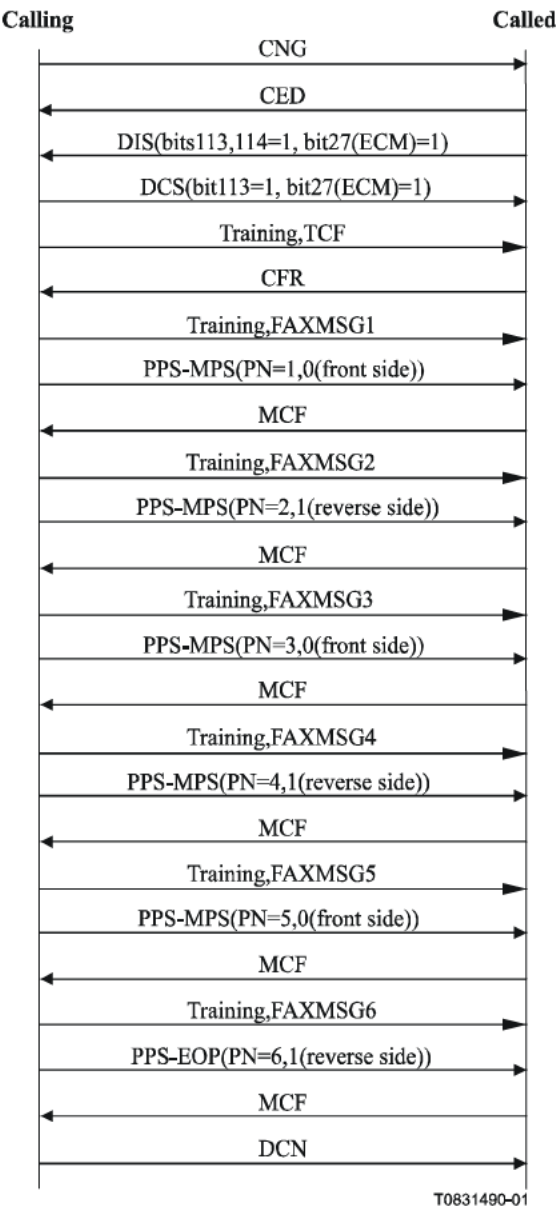 Calling Called
CNG
CED
DIS(bits113,114=1, bit27(ECM)=1)
DCS(bit113=1, bit27(ECM)=1)
Training,TCF
CFR
Training,FAXMSG1
PPS-MPS(PN=1,0(front side))
MCF
Training,FAXMSG2
PPS-MPS(PN=2,1(reverse side))
MCF
Training,FAXMSG3
PPS-MPS(PN=3,0(front side))
MCF
Training,FAXMSG4
PPS-MPS(PN=4,1(reverse side))
MCF
Training,FAXMSG5
PPS-MPS(PN=5,0(front side))
MCF
Training,FAXMSG6
PPS-EOP(PN=6,1(reverse side))
MCF
DCN
T0831490-01